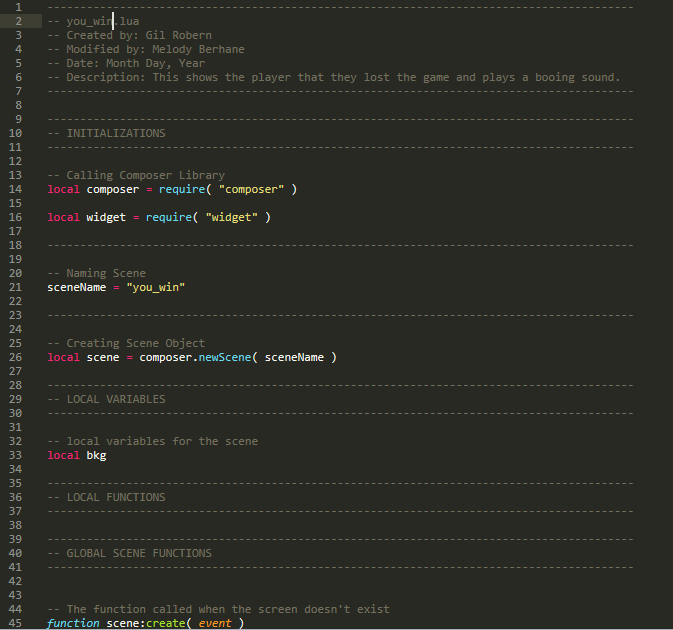 1 -----------------------------------------------------------------------------------------
2 -- you_win.lua
3 -- Created by: Gil Robern
4 -- Modified by: Melody Berhane
5 -- Date: Month Day, Year
6 -- Description: This shows the player that they lost the game and plays a booing sound.
7 -----------------------------------------------------------------------------------------
8
9 -----------------------------------------------------------------------------------------
10 -- INITIALIZATIONS
11 -----------------------------------------------------------------------------------------
12
13 -- Calling Composer Library
14 local composer = require( "composer" )
15
16 local widget = require( "widget" )
17
18 -----------------------------------------------------------------------------------------
19
20 -- Naming Scene
21 sceneName = "you_win"
22
23 -----------------------------------------------------------------------------------------
24
25 -- Creating Scene Object
26 local scene = composer.newScene( sceneName )
27
28 -----------------------------------------------------------------------------------------
29 -- LOCAL VARIABLES
30 -----------------------------------------------------------------------------------------
31
32 -- local variables for the scene
33 local bkg
34
35 -----------------------------------------------------------------------------------------
36 -- LOCAL FUNCTIONS
37 -----------------------------------------------------------------------------------------
38
39 -----------------------------------------------------------------------------------------
40 -- GLOBAL SCENE FUNCTIONS
41 -----------------------------------------------------------------------------------------
42
43
44 -- The function called when the screen doesn't exist
45 function scene:create( event )